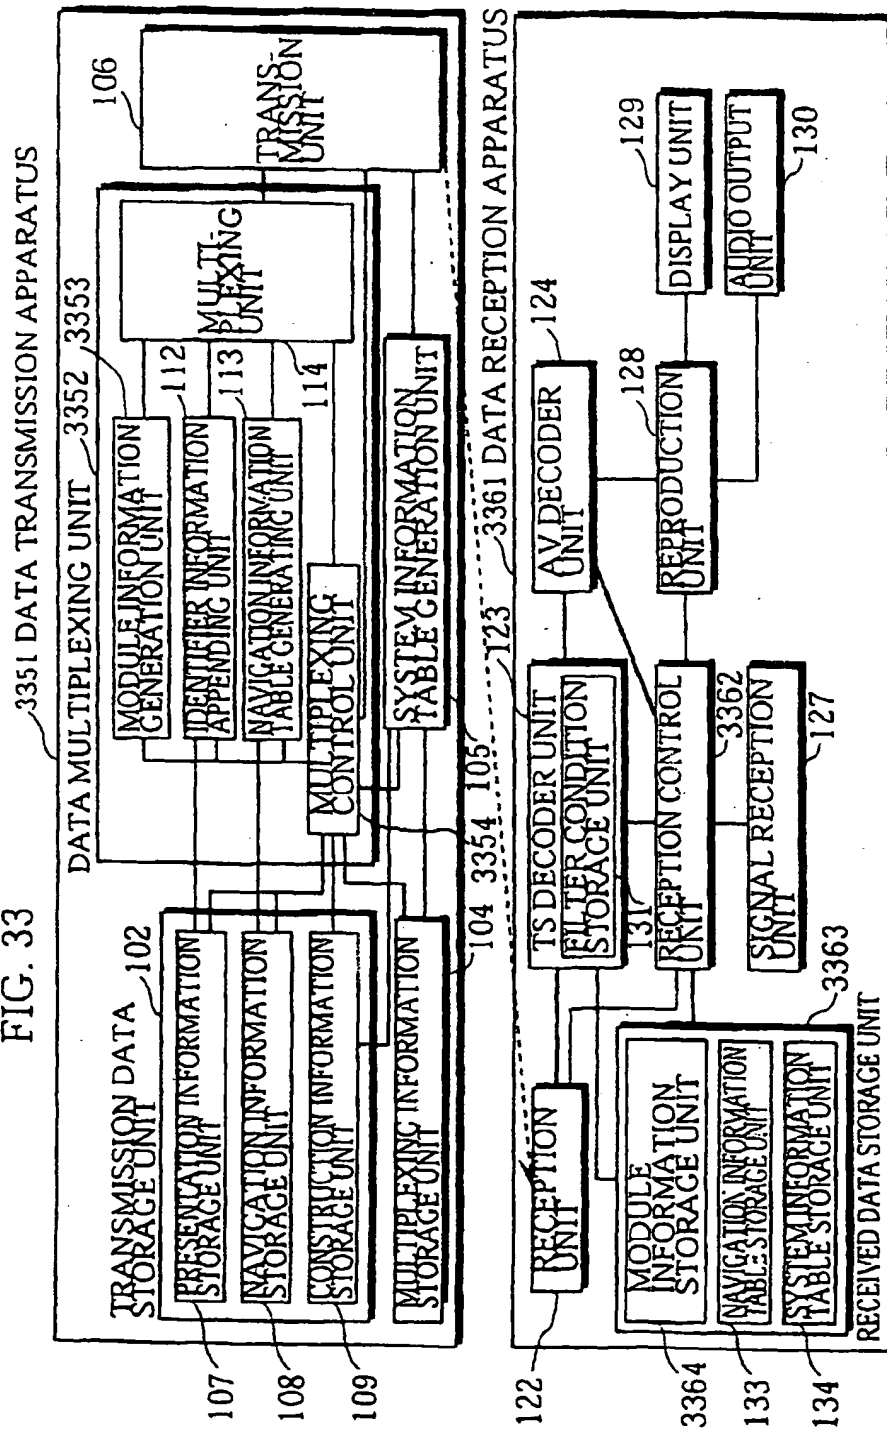 FIG. 33
3351 DATA TRANSMISSION APPARATUS
TRANSMISSION DATA
STORAGE UNIT
102
107
PRESENTATION INFORMATION
STORAGE UNIT
108
NAVIGATION INFORMATION
STORAGE UNIT
109
CONSTRUCTION INFORMATION
STORAGE UNIT
MULTIPLEXING INFORMATION
STORAGE UNIT
104
DATA MULTIPLEXING UNIT
3352
3353
MODULE INFORMATION
GENERATION UNIT
112
IDENTIFIER INFORMATION
APPENDING UNIT
113
NAVIGATION INFORMATION
TABLE GENERATING UNIT
114
MULTIPLEXING
CONTROL UNIT
3354
SYSTEM INFORMATION
TABLE GENERATION UNIT
105
MULTI-
PLEXING
UNIT
106
TRANS-
MISSION
UNIT
3361 DATA RECEPTION APPARATUS
122
RECEPTION
UNIT
123
TS DECODER UNIT
FILTER CONDITION
STORAGE UNIT
131
124
AV DECODER
UNIT
RECEPTION CONTROL
UNIT
3362
128
REPRODUCTION
UNIT
129
DISPLAY UNIT
AUDIO OUTPUT
UNIT
130
SIGNAL RECEPTION
UNIT
127
3363
3364
MODULE
INFORMATION
STORAGE UNIT
133
NAVIGATION INFORMATION
TABLE STORAGE UNIT
134
SYSTEM INFORMATION
TABLE STORAGE UNIT
RECEIVED DATA STORAGE UNIT